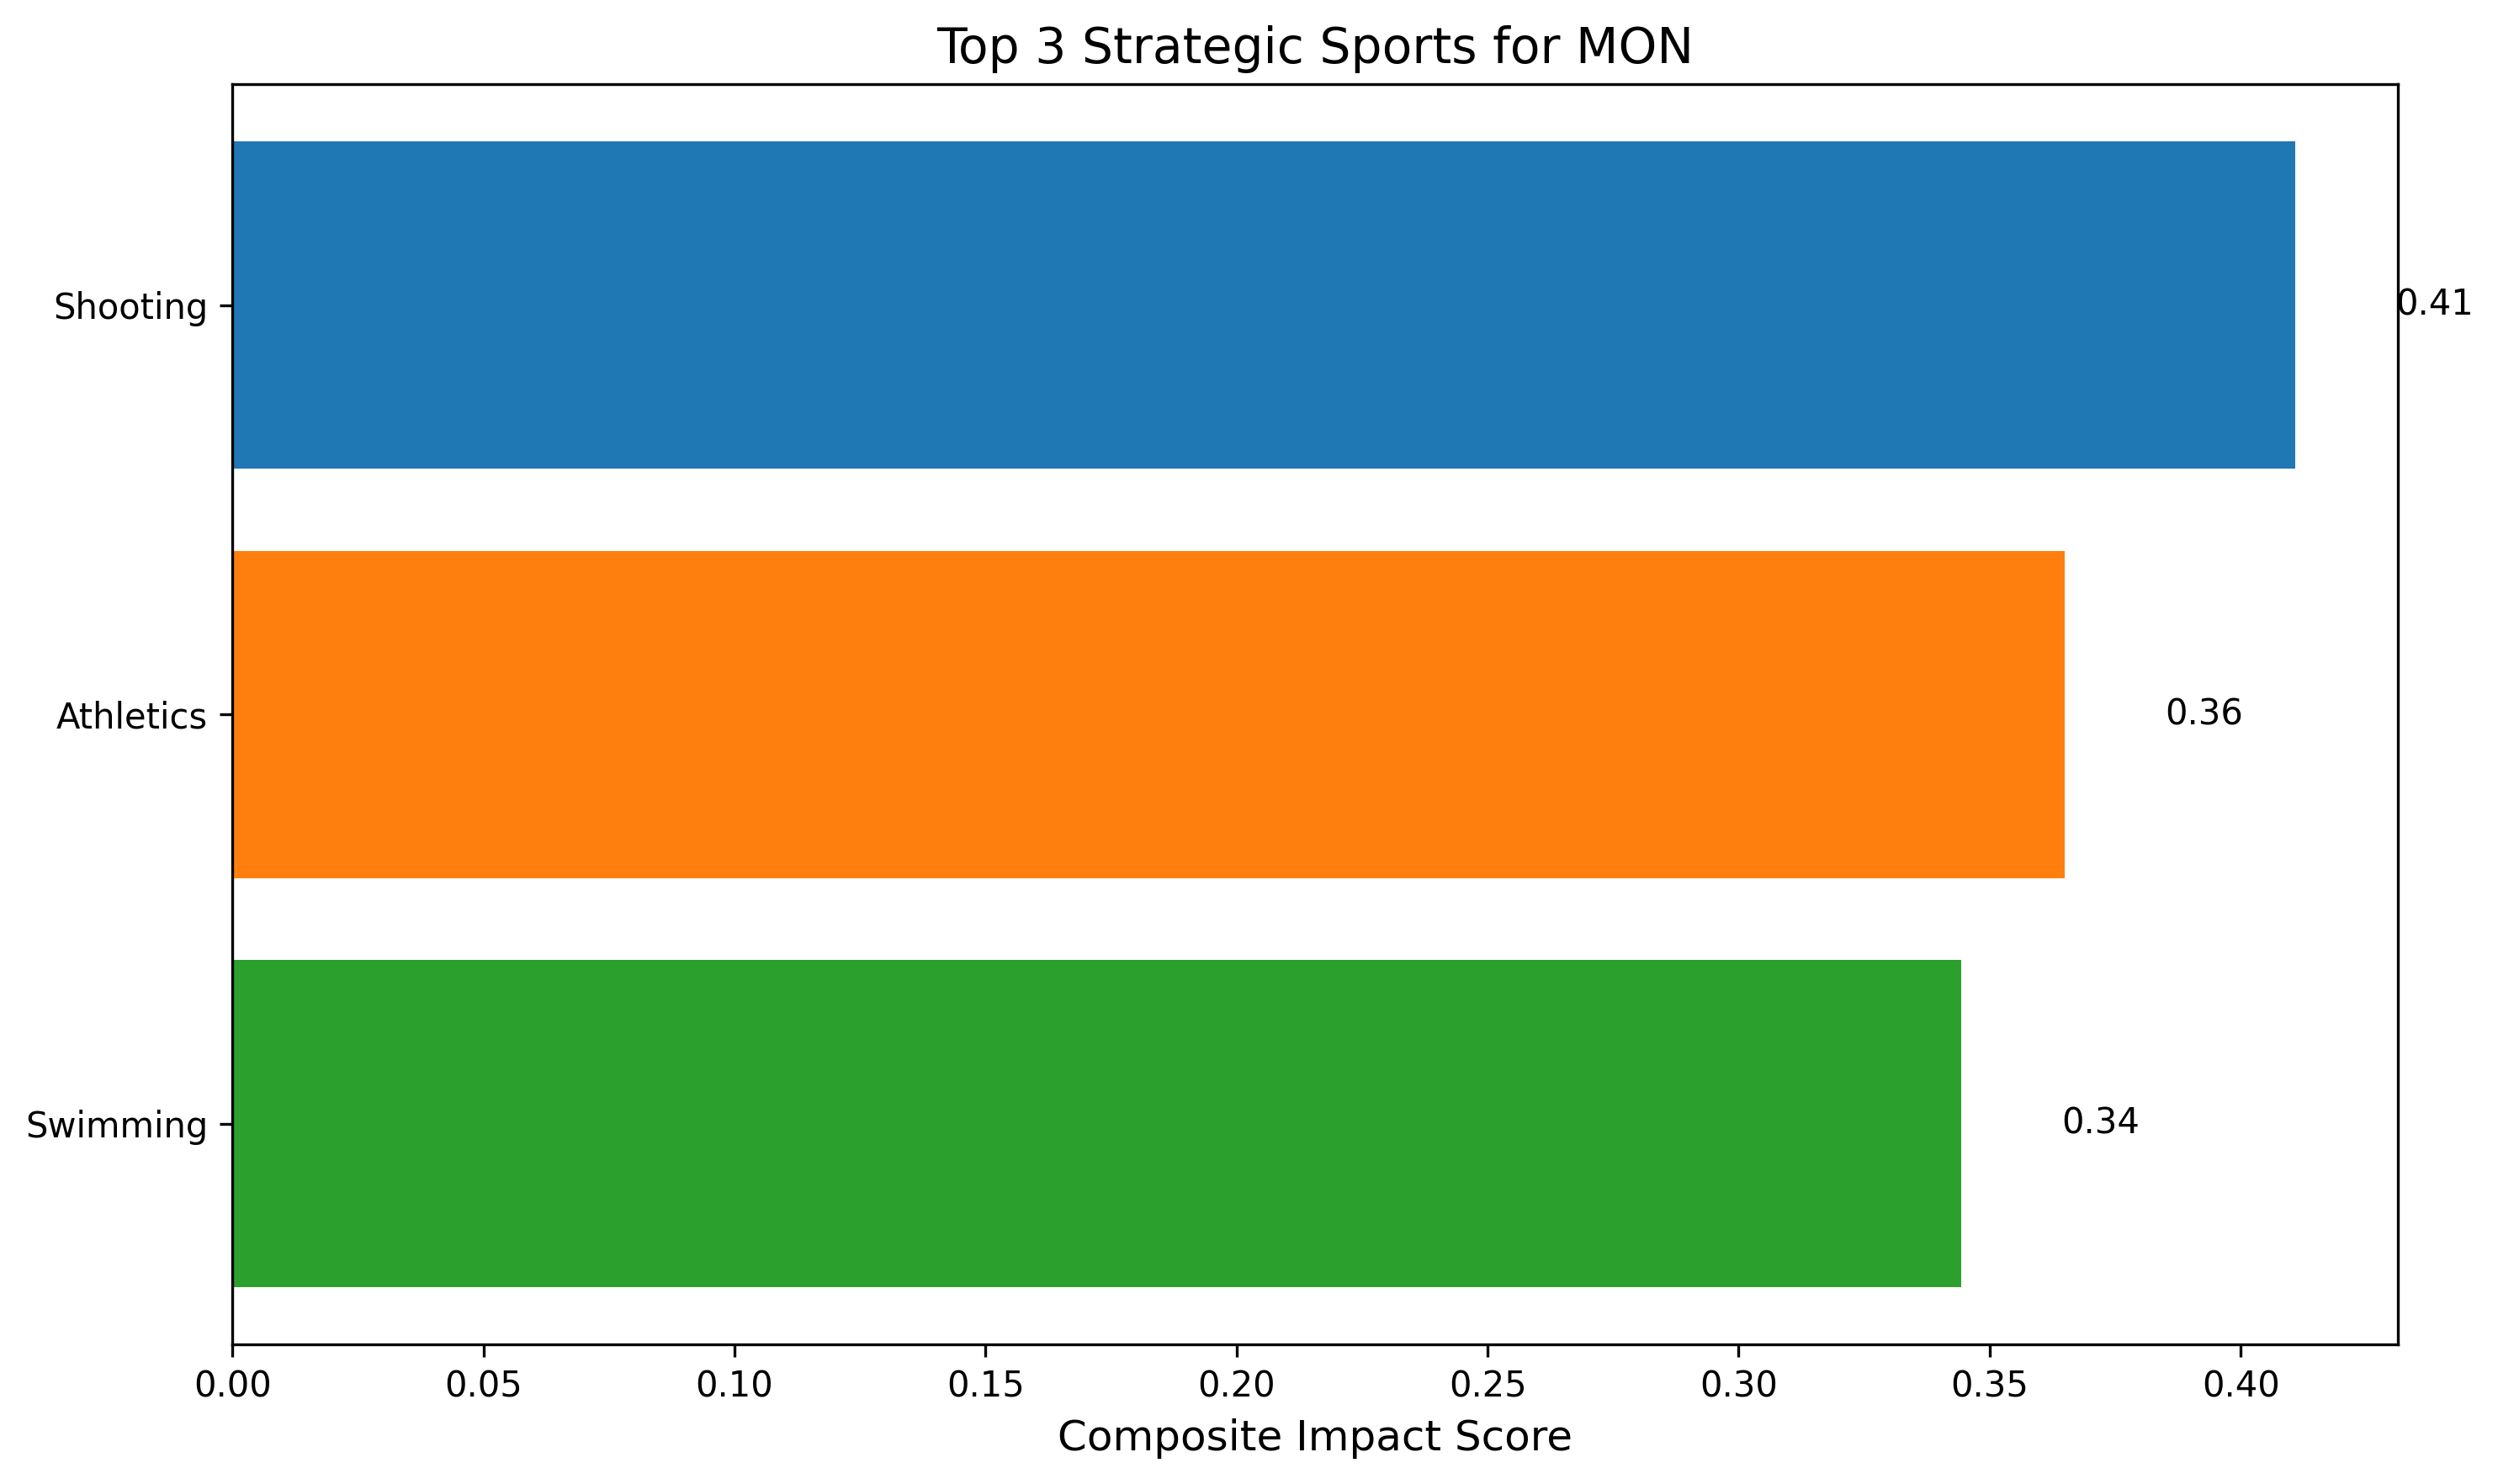 Top 3 Strategic Sports for MON
Shooting
0.41
Athletics
0.36
Swimming
0.34
0.00 0.05 0.10 0.15 0.20 0.25 0.30 0.35 0.40
Composite Impact Score